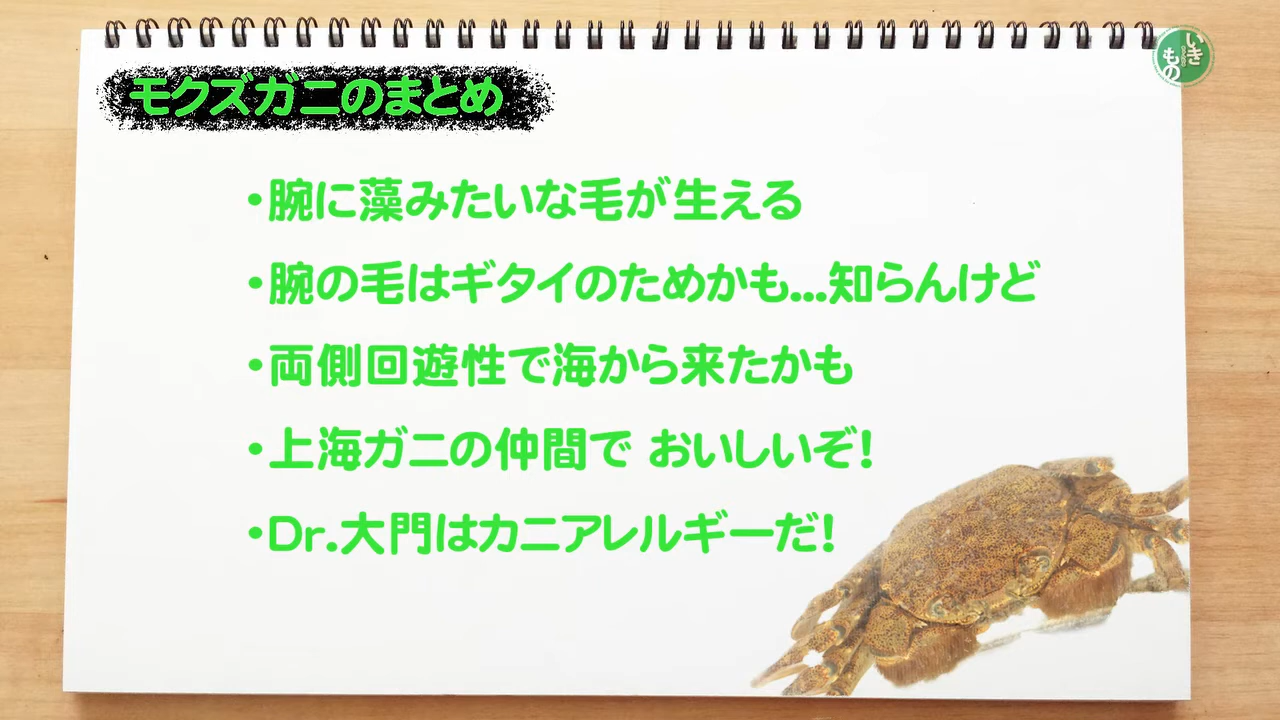 モクズガニのまとめ
いき
もの
・腕に藻みたいな毛が生える
・腕の毛はギタイのためかも...知らんけど
・両側回遊性で海から来たかも
・上海ガニの仲間で おいしいぞ!
・Dr.大門はカニアレルギーだ!